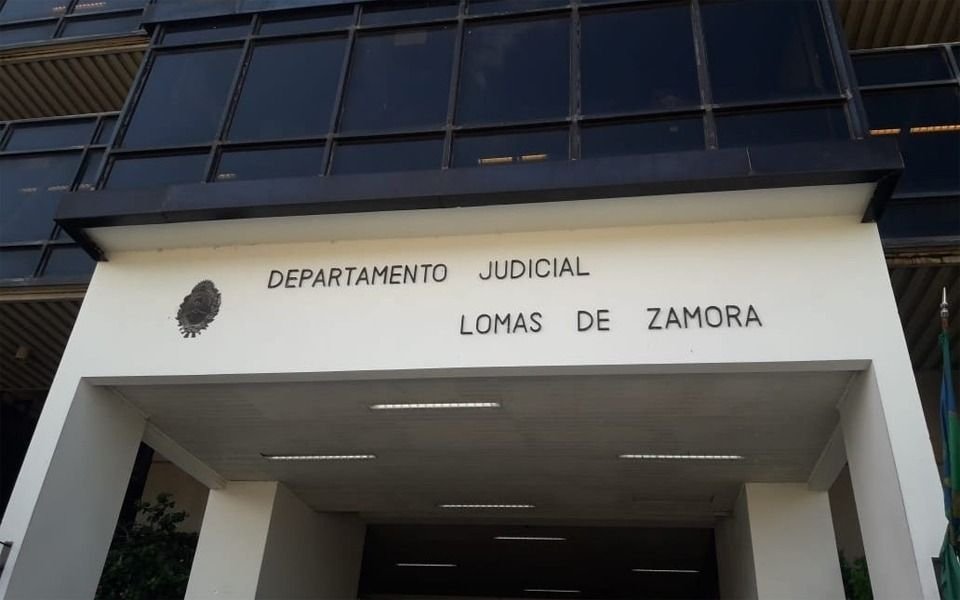 DEPARTAMENTO JUDICIAL
LOMAS DE ZAMORA